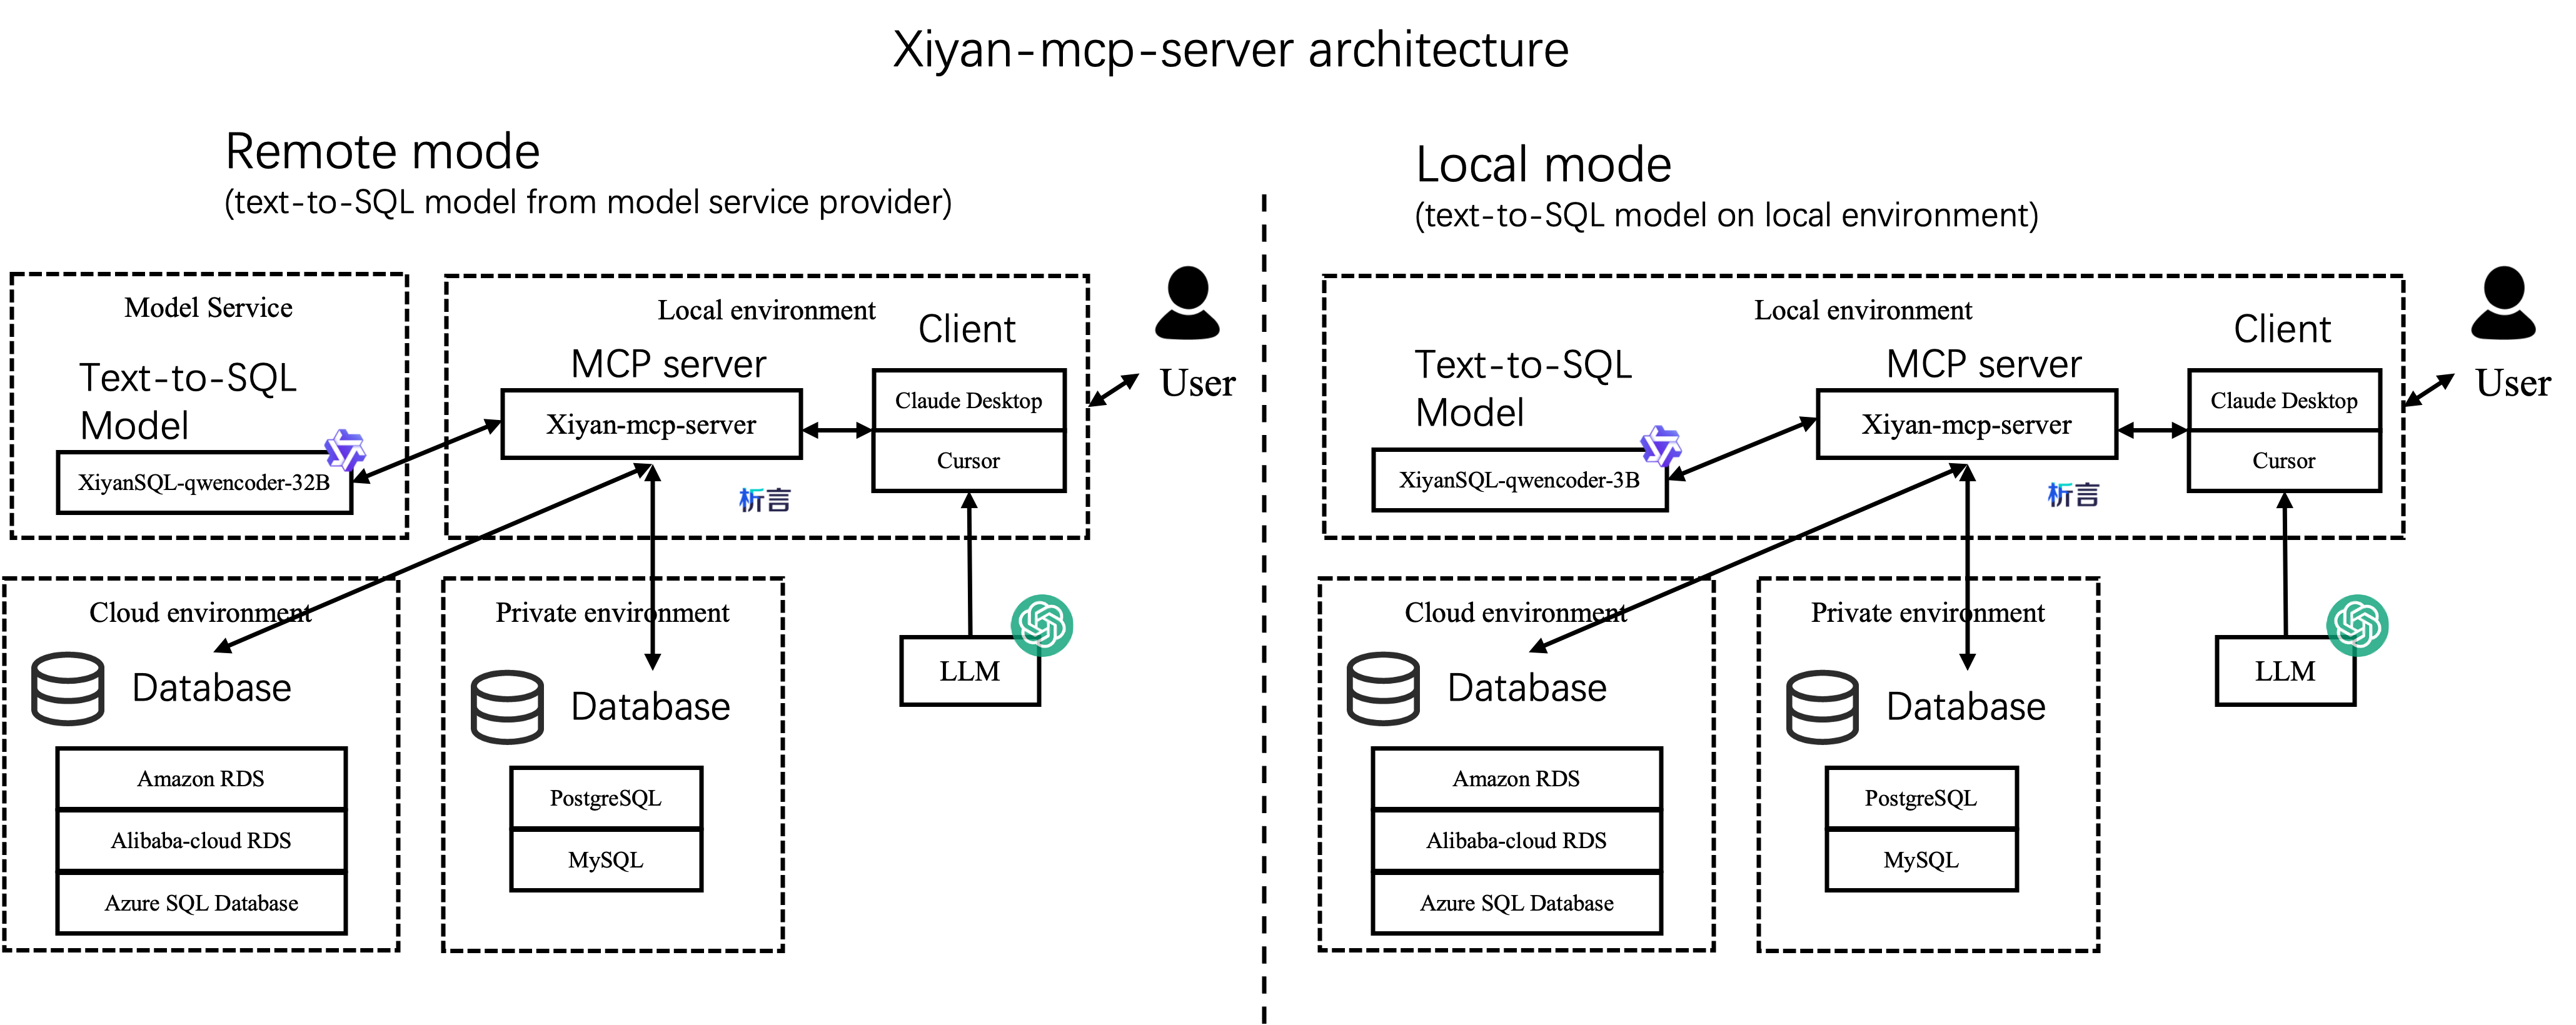 Xiyan-mcp-server architecture
Remote mode
(text-to-SQL model from model service provider)
Model Service
Text-to-SQL
Model
XiyanSQL-qwencoder-32B
Local environment
MCP server
Xiyan-mcp-server
析言
Client
Claude Desktop
Cursor
User
Cloud environment
Database
Amazon RDS
Alibaba-cloud RDS
Azure SQL Database
Private environment
Database
PostgreSQL
MySQL
LLM
Local mode
(text-to-SQL model on local environment)
Local environment
Text-to-SQL
Model
XiyanSQL-qwencoder-3B
MCP server
Xiyan-mcp-server
析言
Client
Claude Desktop
Cursor
User
Cloud environment
Database
Amazon RDS
Alibaba-cloud RDS
Azure SQL Database
Private environment
Database
PostgreSQL
MySQL
LLM